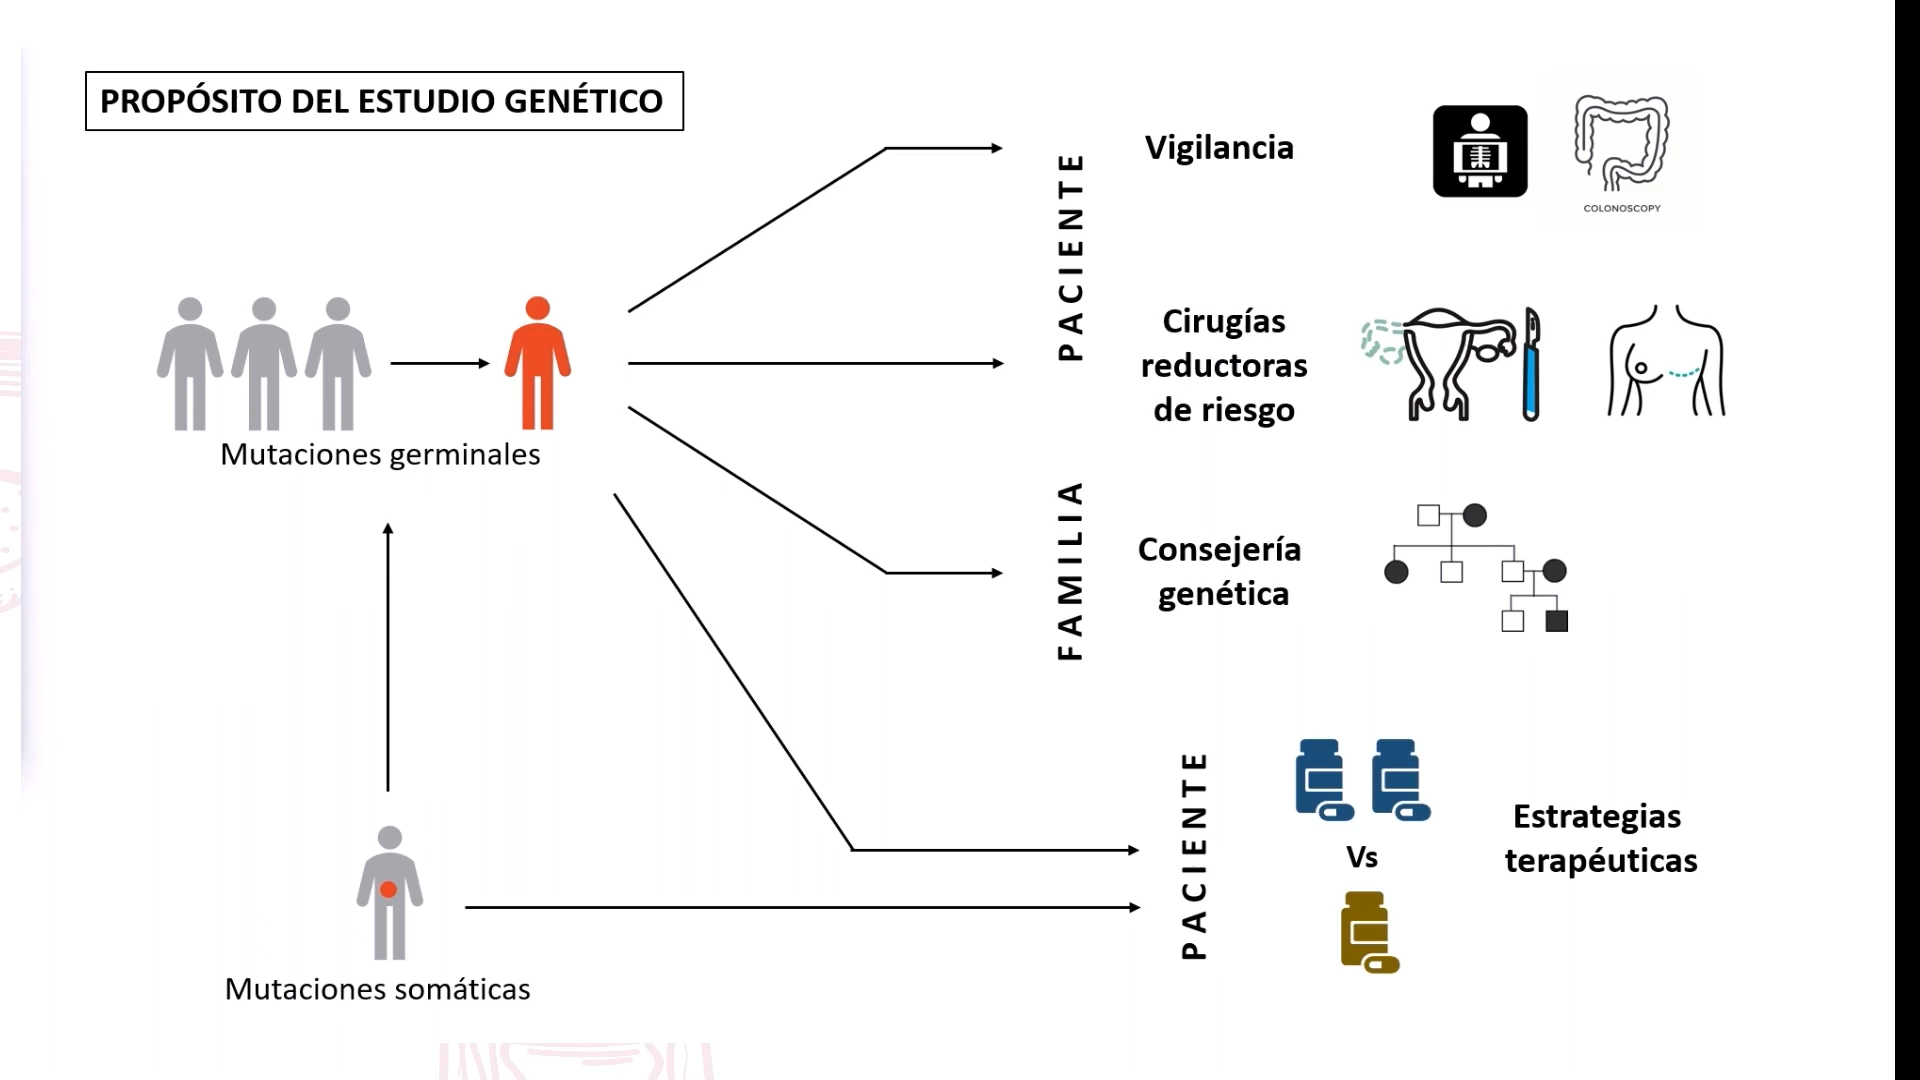 PROPÓSITO DEL ESTUDIO GENÉTICO
Mutaciones germinales
Mutaciones somáticas
PACIENTE
Vigilancia
COLONOSCOPY
Cirugías
reductoras
de riesgo
FAMILIA
Consejería
genética
PACIENTE
Vs
Estrategias
terapéuticas